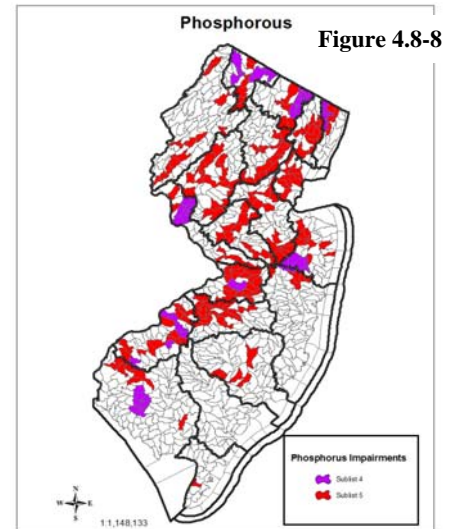 Phosphorous
Figure 4.8-8
Phosphorus Impairments
Sublist 4
Sublist 5
N
W E
S
1:1,148,133